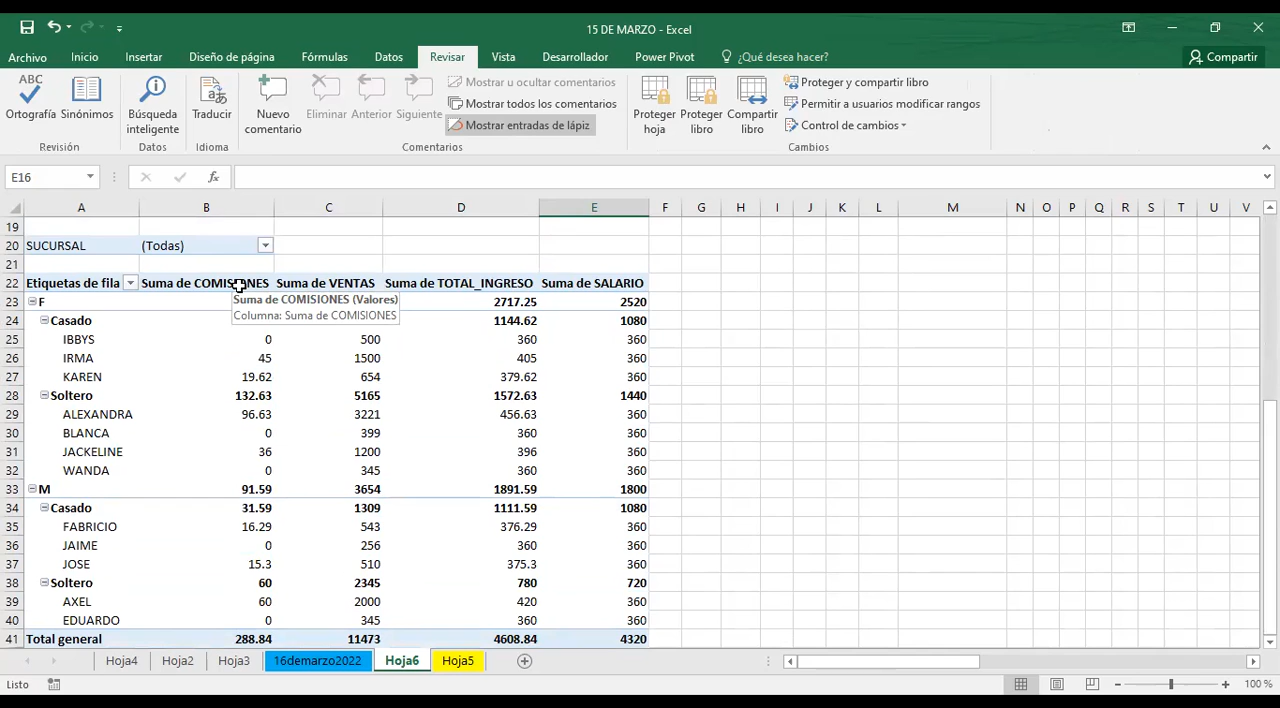 15 DE MARZO - Excel
Archivo Inicio Insertar Diseño de página Fórmulas Datos Revisar Vista Desarrollador Power Pivot ¿Qué desea hacer? Compartir
ABC
Ortografía Sinónimos Búsqueda inteligente Traducir Nuevo comentario Eliminar Anterior Siguiente
Mostrar u ocultar comentarios
Mostrar todos los comentarios
Mostrar entradas de lápiz
Proteger hoja Proteger libro Compartir libro
Proteger y compartir libro
Permitir a usuarios modificar rangos
Control de cambios
Revisión Datos Idioma Comentarios Cambios
E16 fx
A B C D E F G H I J K L M N O P Q R S T U V
19
20 SUCURSAL (Todas)
21
22 Etiquetas de fila Suma de COMISIONES Suma de VENTAS Suma de TOTAL_INGRESO Suma de SALARIO
Suma de COMISIONES (Valores)
Columna: Suma de COMISIONES
23 F 2717.25 2520
24 Casado 1144.62 1080
25 IBBYS 0 500 360 360
26 IRMA 45 1500 405 360
27 KAREN 19.62 654 379.62 360
28 Soltero 132.63 5165 1572.63 1440
29 ALEXANDRA 96.63 3221 456.63 360
30 BLANCA 0 399 360 360
31 JACKELINE 36 1200 396 360
32 WANDA 0 345 360 360
33 M 91.59 3654 1891.59 1800
34 Casado 31.59 1309 1111.59 1080
35 FABRICIO 16.29 543 376.29 360
36 JAIME 0 256 360 360
37 JOSE 15.3 510 375.3 360
38 Soltero 60 2345 780 720
39 AXEL 60 2000 420 360
40 EDUARDO 0 345 360 360
41 Total general 288.84 11473 4608.84 4320
Hoja4 Hoja2 Hoja3 16demarzo2022 Hoja6 Hoja5
Listo 100 %